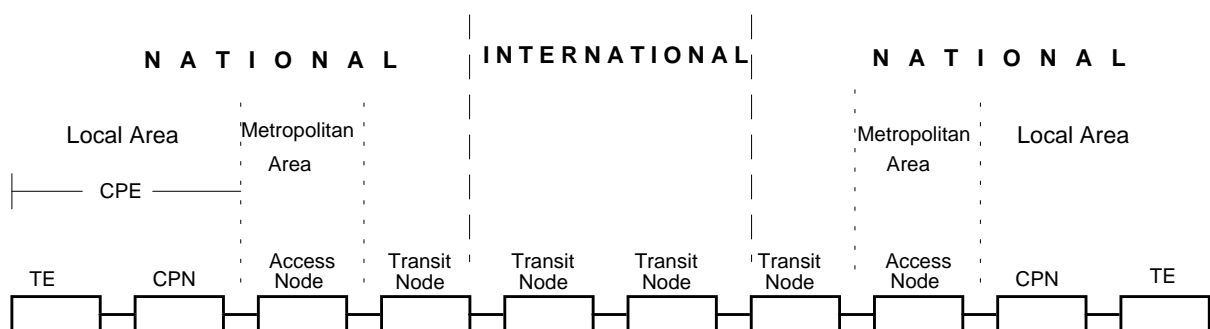 N A T I O N A L
INTERNATIONAL
N A T I O N A L
Local Area
Metropolitan
Area
Metropolitan
Area
Local Area
CPE
TE
CPN
Access
Node
Transit
Node
Transit
Node
Transit
Node
Transit
Node
Access
Node
CPN
TE